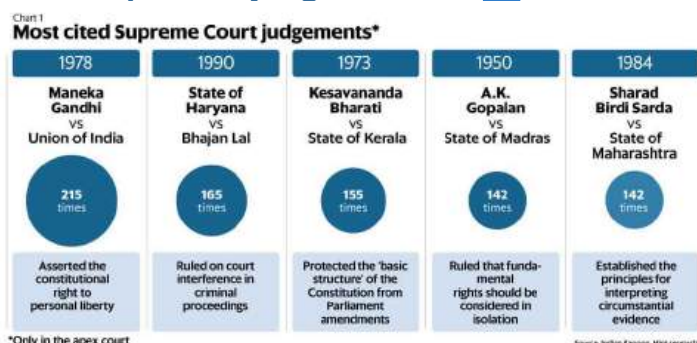 Chart 1
Most cited Supreme Court judgements*
1978
Maneka
Gandhi
vs
Union of India
215
times
Asserted the
constitutional
right to
personal liberty
1990
State of
Haryana
vs
Bhajan Lal
165
times
Ruled on court
interference in
criminal
proceedings
1973
Kesavananda
Bharati
vs
State of Kerala
155
times
Protected the 'basic
structure' of the
Constitution from
Parliament
amendments
1950
A.K.
Gopalan
vs
State of Madras
142
times
Ruled that funda-
mental
rights should be
considered in
isolation
1984
Sharad
Birdi Sarda
vs
State of
Maharashtra
142
times
Established the
principles for
interpreting
circumstantial
evidence
*Only in the apex court